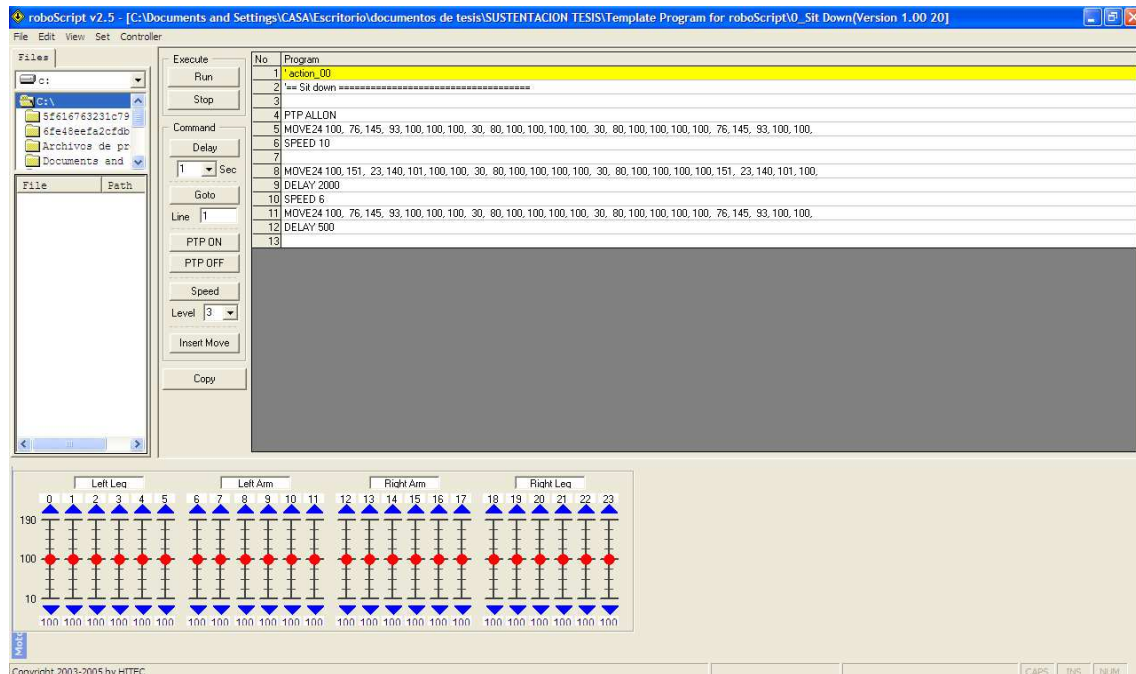 roboScript v2.5 - [C:\Documents and Settings\CASA\Escritorio\documentos de tesis\SUSTENTACION TESIS\Template Program for roboScript\0_Sit Down(Version 1.00 20]
File Edit View Set Controller
Files
c:
C:\
5f616763231c79
6fe48eefa2cfdb
Archivos de pr
Documents and
File Path
Execute
Run
Stop
Command
Delay
1 Sec
Goto
Line 1
PTP ON
PTP OFF
Speed
Level 3
Insert Move
Copy
No Program
1 ' action_00
2 '== Sit down ====================================
3
4 PTP ALLON
5 MOVE24 100, 76, 145, 93, 100, 100, 100, 30, 80, 100, 100, 100, 100, 30, 80, 100, 100, 100, 100, 76, 145, 93, 100, 100,
6 SPEED 10
7
8 MOVE24 100, 151, 23, 140, 101, 100, 100, 30, 80, 100, 100, 100, 100, 30, 80, 100, 100, 100, 100, 151, 23, 140, 101, 100,
9 DELAY 2000
10 SPEED 6
11 MOVE24 100, 76, 145, 93, 100, 100, 100, 30, 80, 100, 100, 100, 100, 30, 80, 100, 100, 100, 100, 76, 145, 93, 100, 100,
12 DELAY 500
13
Left Leg Left Arm Right Arm Right Leg
0 1 2 3 4 5 6 7 8 9 10 11 12 13 14 15 16 17 18 19 20 21 22 23
190
100
10
100 100 100 100 100 100 100 100 100 100 100 100 100 100 100 100 100 100 100 100 100 100 100 100
Moto
Copyright 2003-2005 by HITEC
CAPS INS NUM